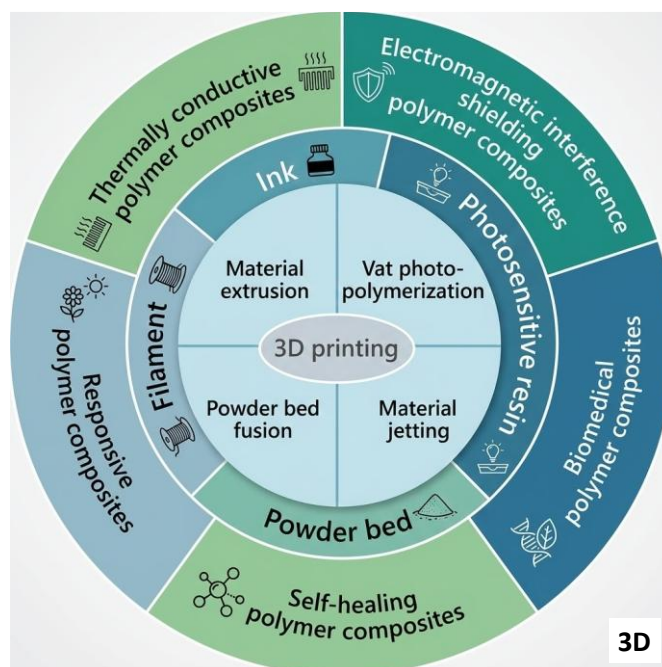 Thermally conductive
polymer composites
Electromagnetic interference
shielding
polymer composites
Ink
Photosensitive resin
Material
extrusion
Vat photo-
polymerization
3D printing
Filament
Responsive
polymer composites
Powder bed
fusion
Material
jetting
Biomedical
polymer composites
Powder bed
Self-healing
polymer composites
3D